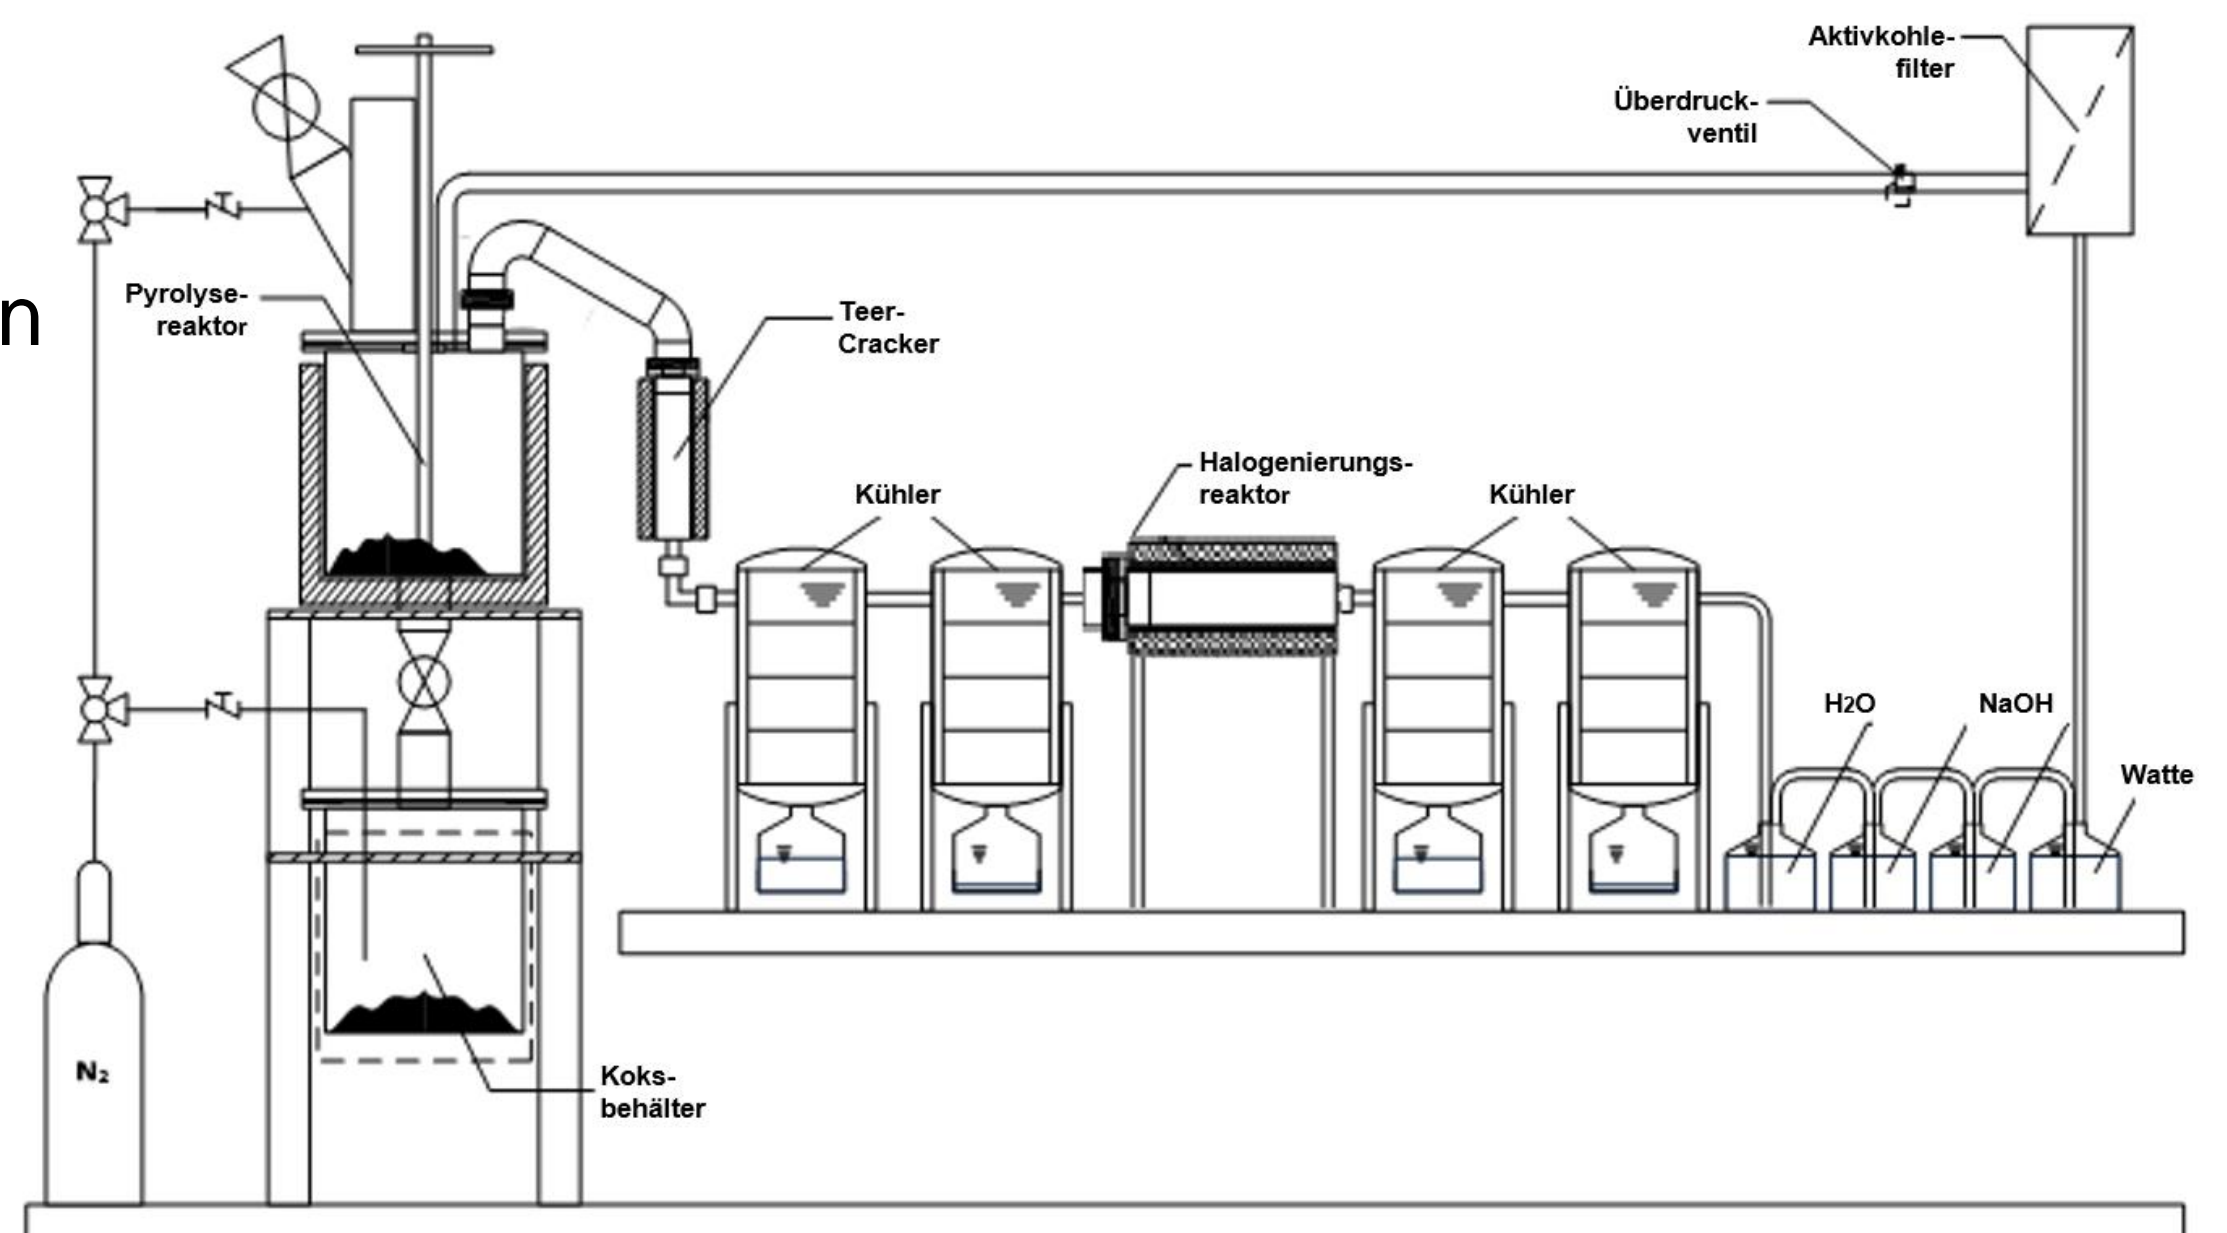 Aktivkohle-
filter
Überdruck-
ventil
n
Pyrolyse-
reaktor
Teer-
Cracker
Halogenierungs-
reaktor
Kühler
Kühler
H2O
NaOH
Watte
Koks-
behälter
N₂